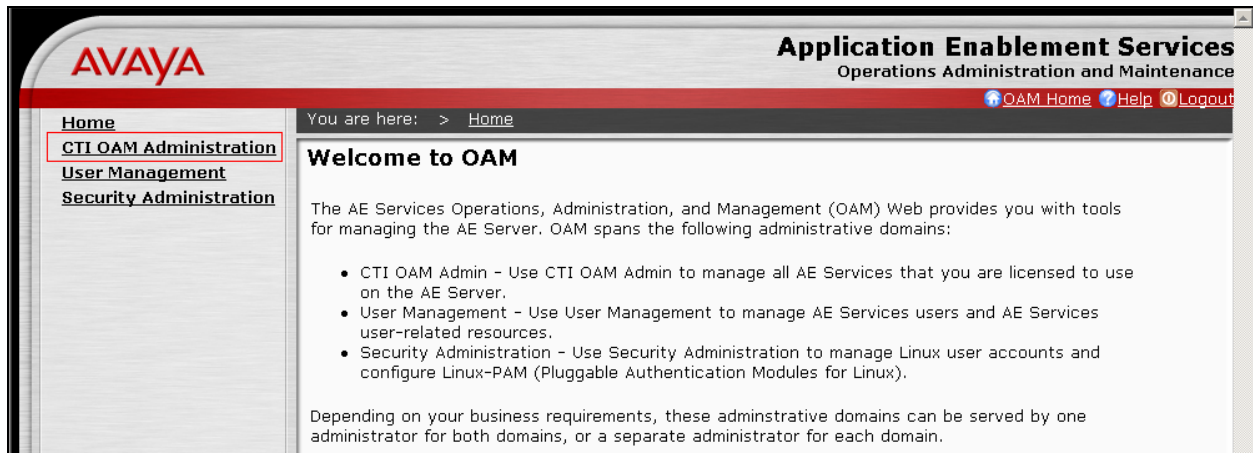 AVAYA
Application Enablement Services
Operations Administration and Maintenance
OAM Home Help Logout
Home
CTI OAM Administration
User Management
Security Administration
You are here: > Home
Welcome to OAM
The AE Services Operations, Administration, and Management (OAM) Web provides you with tools
for managing the AE Server. OAM spans the following administrative domains:
• CTI OAM Admin - Use CTI OAM Admin to manage all AE Services that you are licensed to use
on the AE Server.
• User Management - Use User Management to manage AE Services users and AE Services
user-related resources.
• Security Administration - Use Security Administration to manage Linux user accounts and
configure Linux-PAM (Pluggable Authentication Modules for Linux).
Depending on your business requirements, these adminstrative domains can be served by one
administrator for both domains, or a separate administrator for each domain.